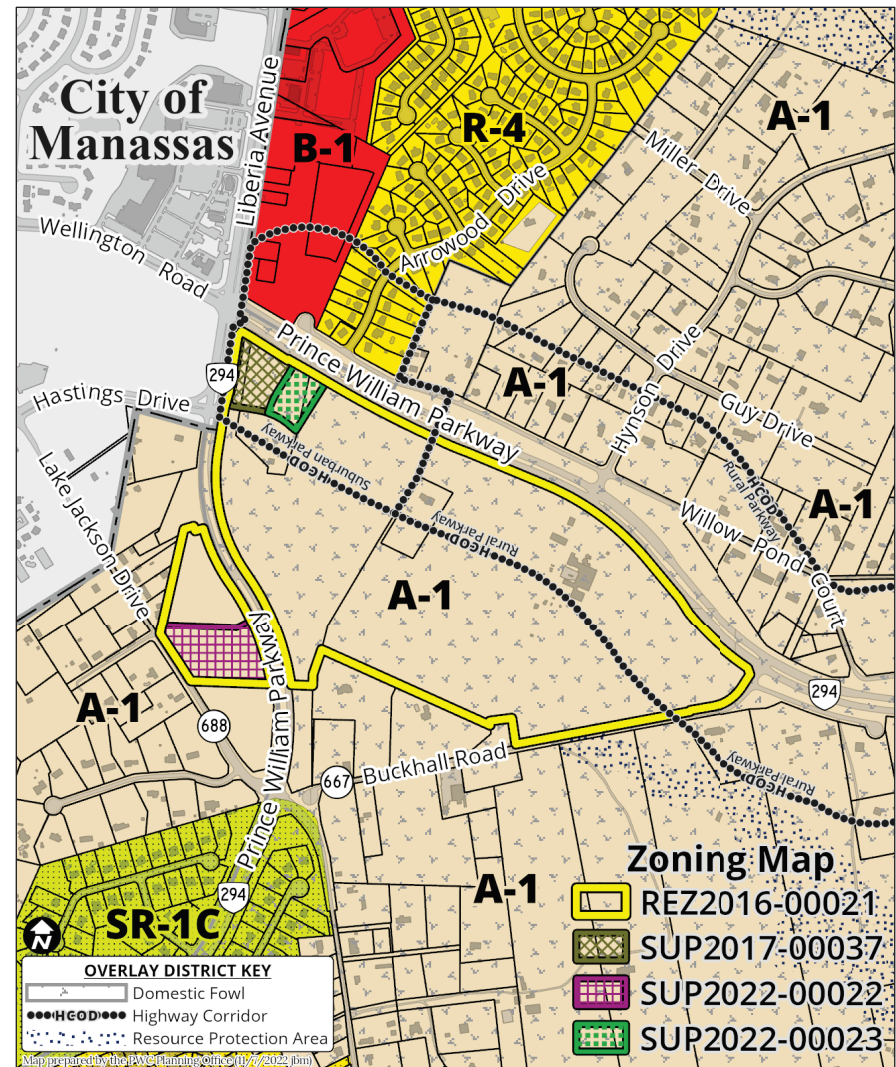 City of
Manassas
Liberia Avenue
B-1
R-4
A-1
Miller Drive
Wellington Road
Arrowood Drive
Prince William Parkway
294
A-1
Hynson Drive
Guy Drive
Hastings Drive
Suburban Parkway
HCOD
HCOD
Rural Parkway
A-1
Lake Jackson Drive
Rural Parkway
HCOD
Willow Pond Court
A-1
Prince William Parkway
A-1
688
294
667
Buckhall Road
Rural Parkway
HCOD
A-1
294
SR-1C
N
Zoning Map
REZ2016-00021
SUP2017-00037
SUP2022-00022
SUP2022-00023
OVERLAY DISTRICT KEY
Domestic Fowl
HCOD Highway Corridor
Resource Protection Area
Map prepared by the PWC Planning Office (11/7/2022 jbm)